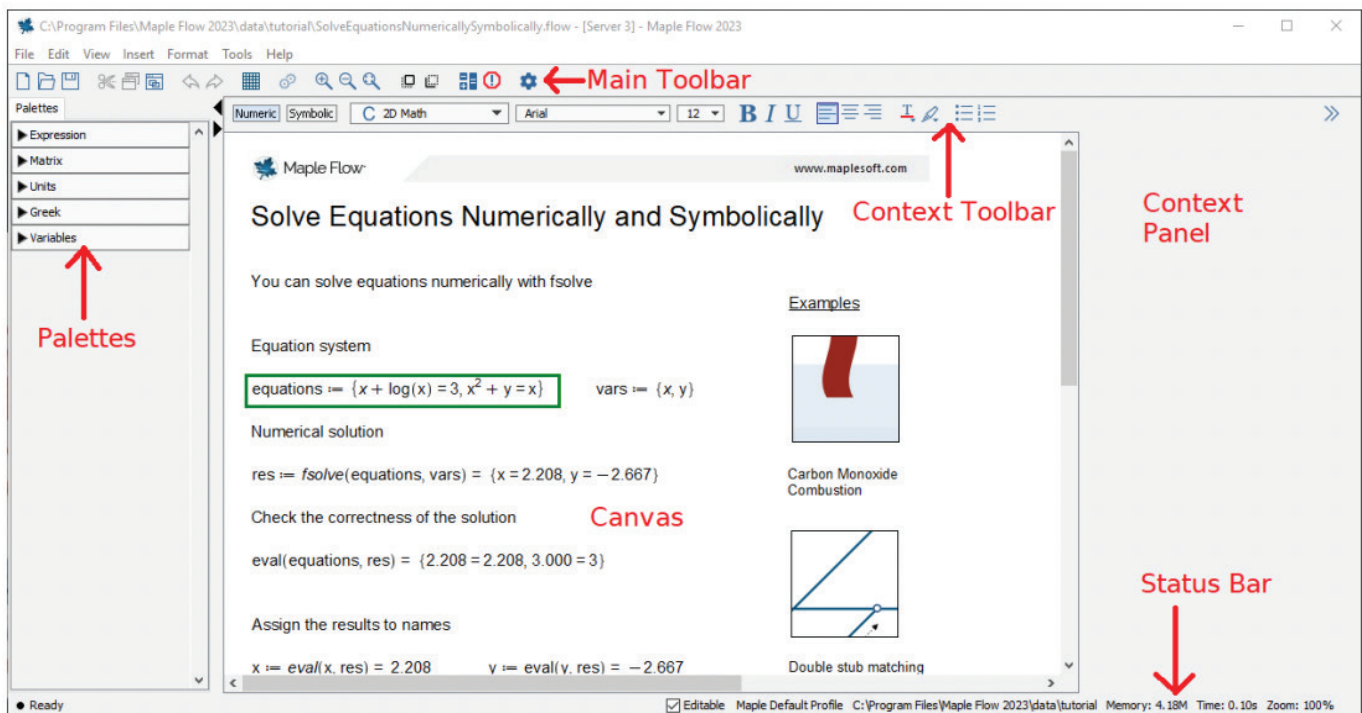 C:\Program Files\Maple Flow 2023\data\tutorial\SolveEquationsNumericallySymbolically.flow - [Server 3] - Maple Flow 2023
File Edit View Insert Format Tools Help
Main Toolbar
Palettes
Numeric Symbolic C 2D Math Arial 12 B I U
Expression
Matrix
Units
Greek
Variables
Palettes
Maple Flow™ www.maplesoft.com
Solve Equations Numerically and Symbolically
Context Toolbar
Context
Panel
You can solve equations numerically with fsolve
Examples
Equation system
equations := {x + log(x) = 3, x² + y = x} vars := {x, y}
Numerical solution
res := fsolve(equations, vars) = {x = 2.208, y = −2.667}
Carbon Monoxide
Combustion
Check the correctness of the solution
Canvas
eval(equations, res) = {2.208 = 2.208, 3.000 = 3}
Assign the results to names
x := eval(x, res) = 2.208 y := eval(y, res) = −2.667
Double stub matching
Status Bar
Ready
Editable Maple Default Profile C:\Program Files\Maple Flow 2023\data\tutorial Memory: 4.18M Time: 0.10s Zoom: 100%